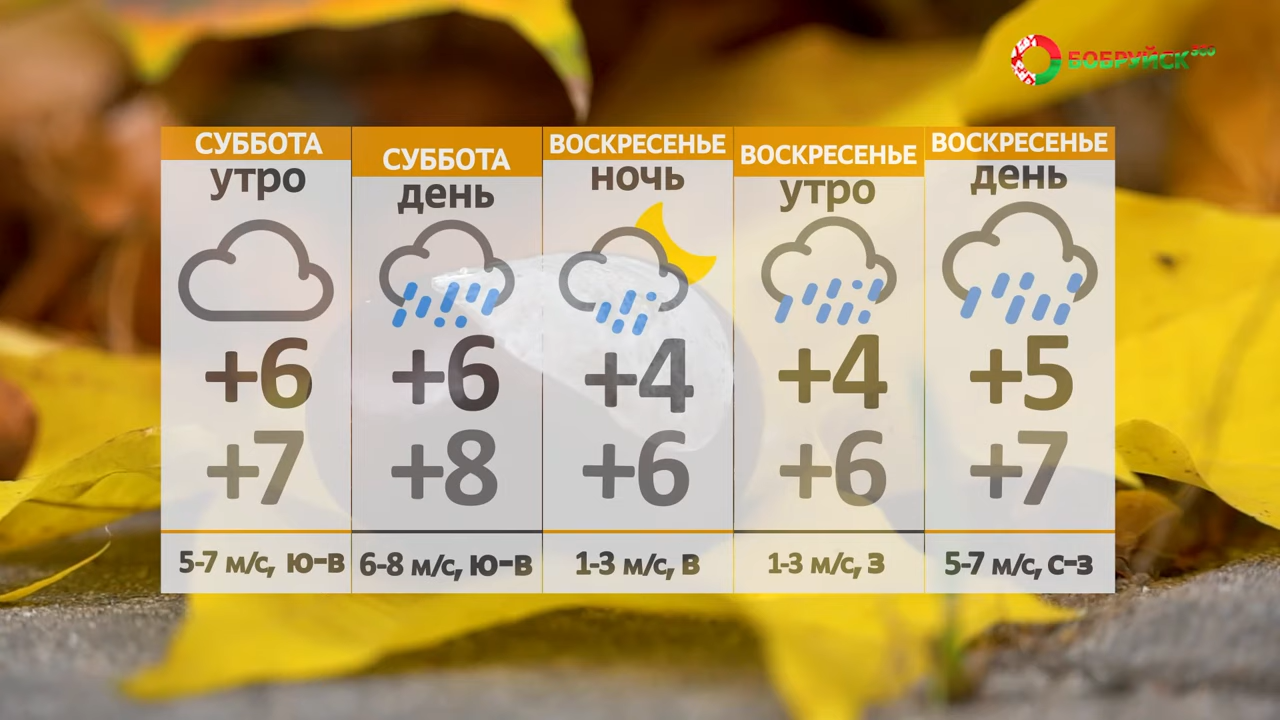 БОБРУЙСК360
СУББОТА
утро
+6
+7
5-7 м/с, ю-в
СУББОТА
день
+6
+8
6-8 м/с, ю-в
ВОСКРЕСЕНЬЕ
ночь
+4
+6
1-3 м/с, в
ВОСКРЕСЕНЬЕ
утро
+4
+6
1-3 м/с, з
ВОСКРЕСЕНЬЕ
день
+5
+7
5-7 м/с, с-з